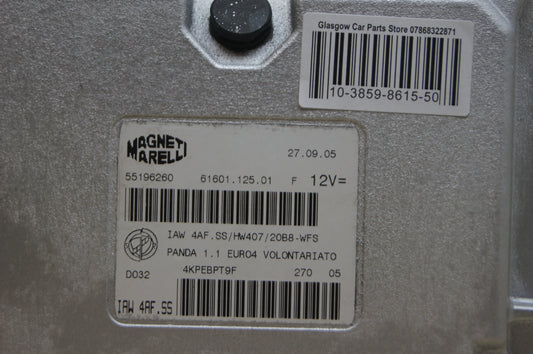 Glasgow Car Parts Store 07868322871
10-3859-8615-50
MAGNETI MARELLI
27.09.05
55196260 61601.125.01 F 12V=
IAW 4AF.SS/HW407/20B8-WFS
PANDA 1.1 EURO4 VOLONTARIATO
D032 4KPEBPT9F 270 05
IAW 4AF.SS